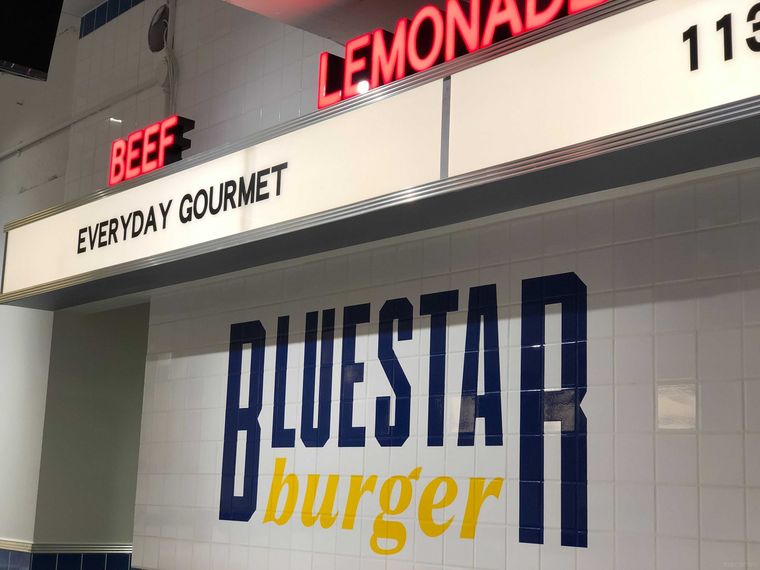 LEMONADE
BEEF
113
EVERYDAY GOURMET
BLUESTAR
burger